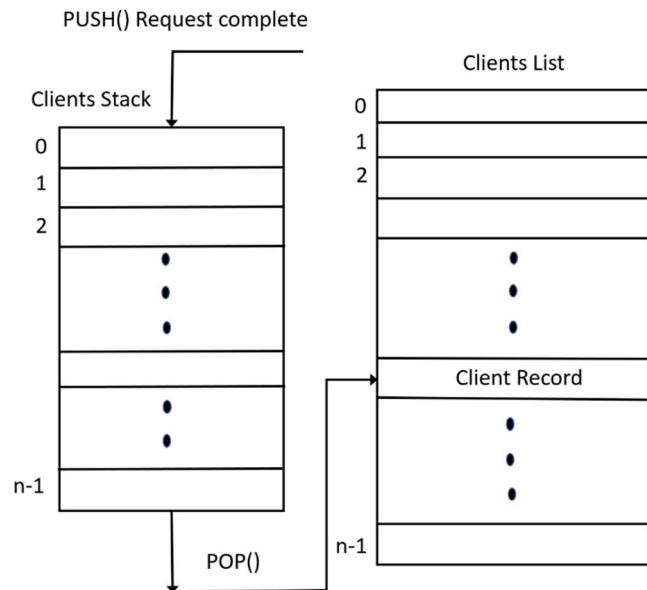 PUSH() Request complete
Clients Stack
0
1
2
n-1
POP()
Clients List
0
1
2
Client Record
n-1